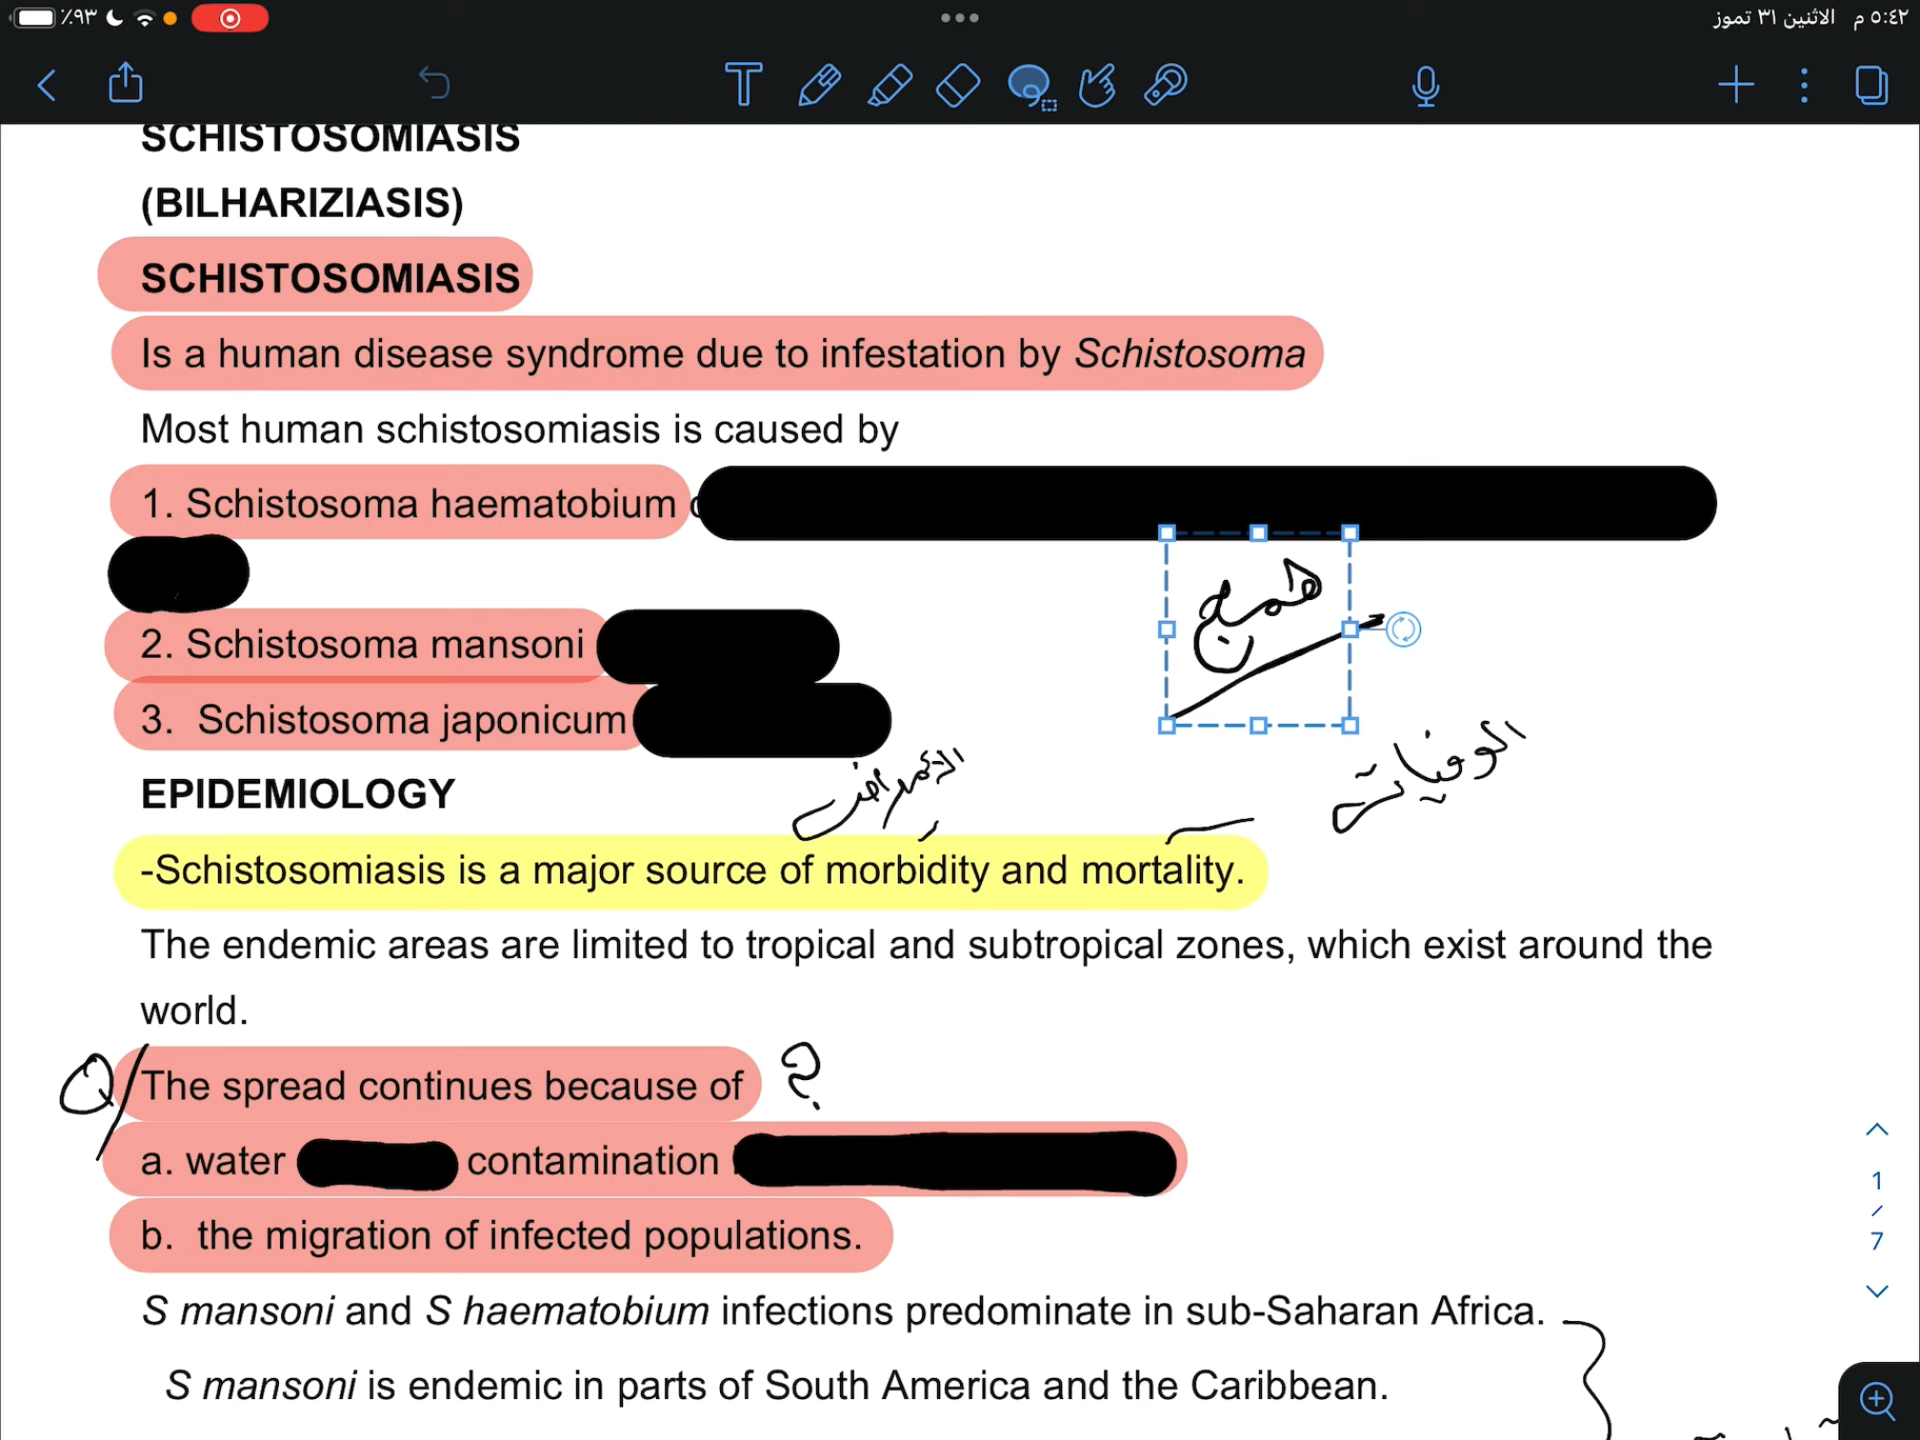 ٪٩٣ الاثنين ٣١ تموز ٥:٤٢ م
SCHISTOSOMIASIS
(BILHARIZIASIS)
SCHISTOSOMIASIS
Is a human disease syndrome due to infestation by Schistosoma
Most human schistosomiasis is caused by
1. Schistosoma haematobium
2. Schistosoma mansoni
3. Schistosoma japonicum
الوفيات
EPIDEMIOLOGY
-Schistosomiasis is a major source of morbidity and mortality.
The endemic areas are limited to tropical and subtropical zones, which exist around the
world.
Q/ The spread continues because of ?
a. water contamination
b. the migration of infected populations.
S mansoni and S haematobium infections predominate in sub-Saharan Africa.
S mansoni is endemic in parts of South America and the Caribbean.
1
/
7